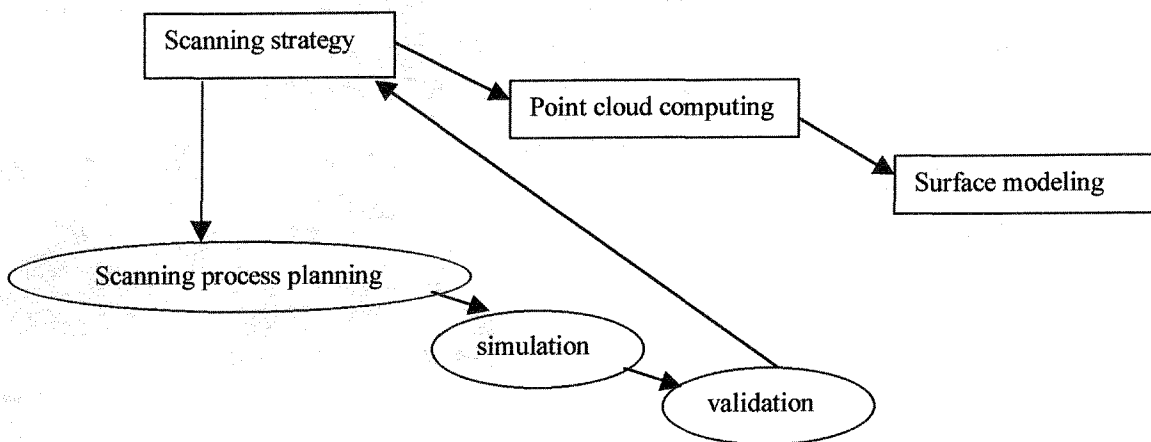 Scanning strategy
Point cloud computing
Surface modeling
Scanning process planning
simulation
validation